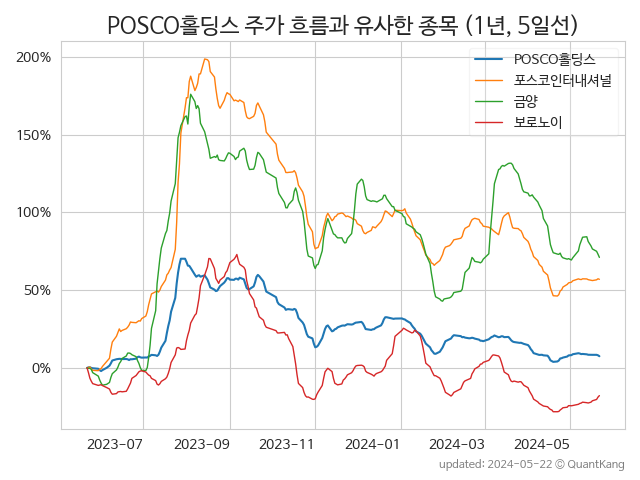 POSCO홀딩스 주가 흐름과 유사한 종목 (1년, 5일선)
POSCO홀딩스
포스코인터내셔널
금양
보로노이
200%
150%
100%
50%
0%
2023-07
2023-09
2023-11
2024-01
2024-03
2024-05
updated: 2024-05-22 © QuantKang